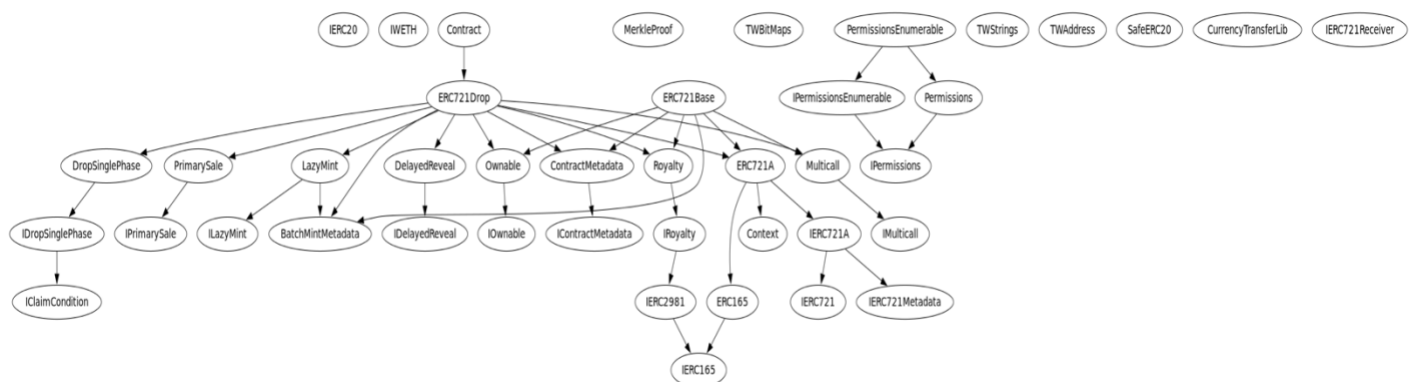 IERC20 IWETH Contract MerkleProof TWBitMaps PermissionsEnumerable TWStrings TWAddress SafeERC20 CurrencyTransferLib IERC721Receiver
ERC721Drop ERC721Base IPermissionsEnumerable Permissions
DropSinglePhase PrimarySale LazyMint DelayedReveal Ownable ContractMetadata Royalty ERC721A Multicall IPermissions
IDropSinglePhase IPrimarySale ILazyMint BatchMintMetadata IDelayedReveal IOwnable IContractMetadata IRoyalty Context IERC721A IMulticall
IClaimCondition IERC2981 ERC165 IERC721 IERC721Metadata
IERC165